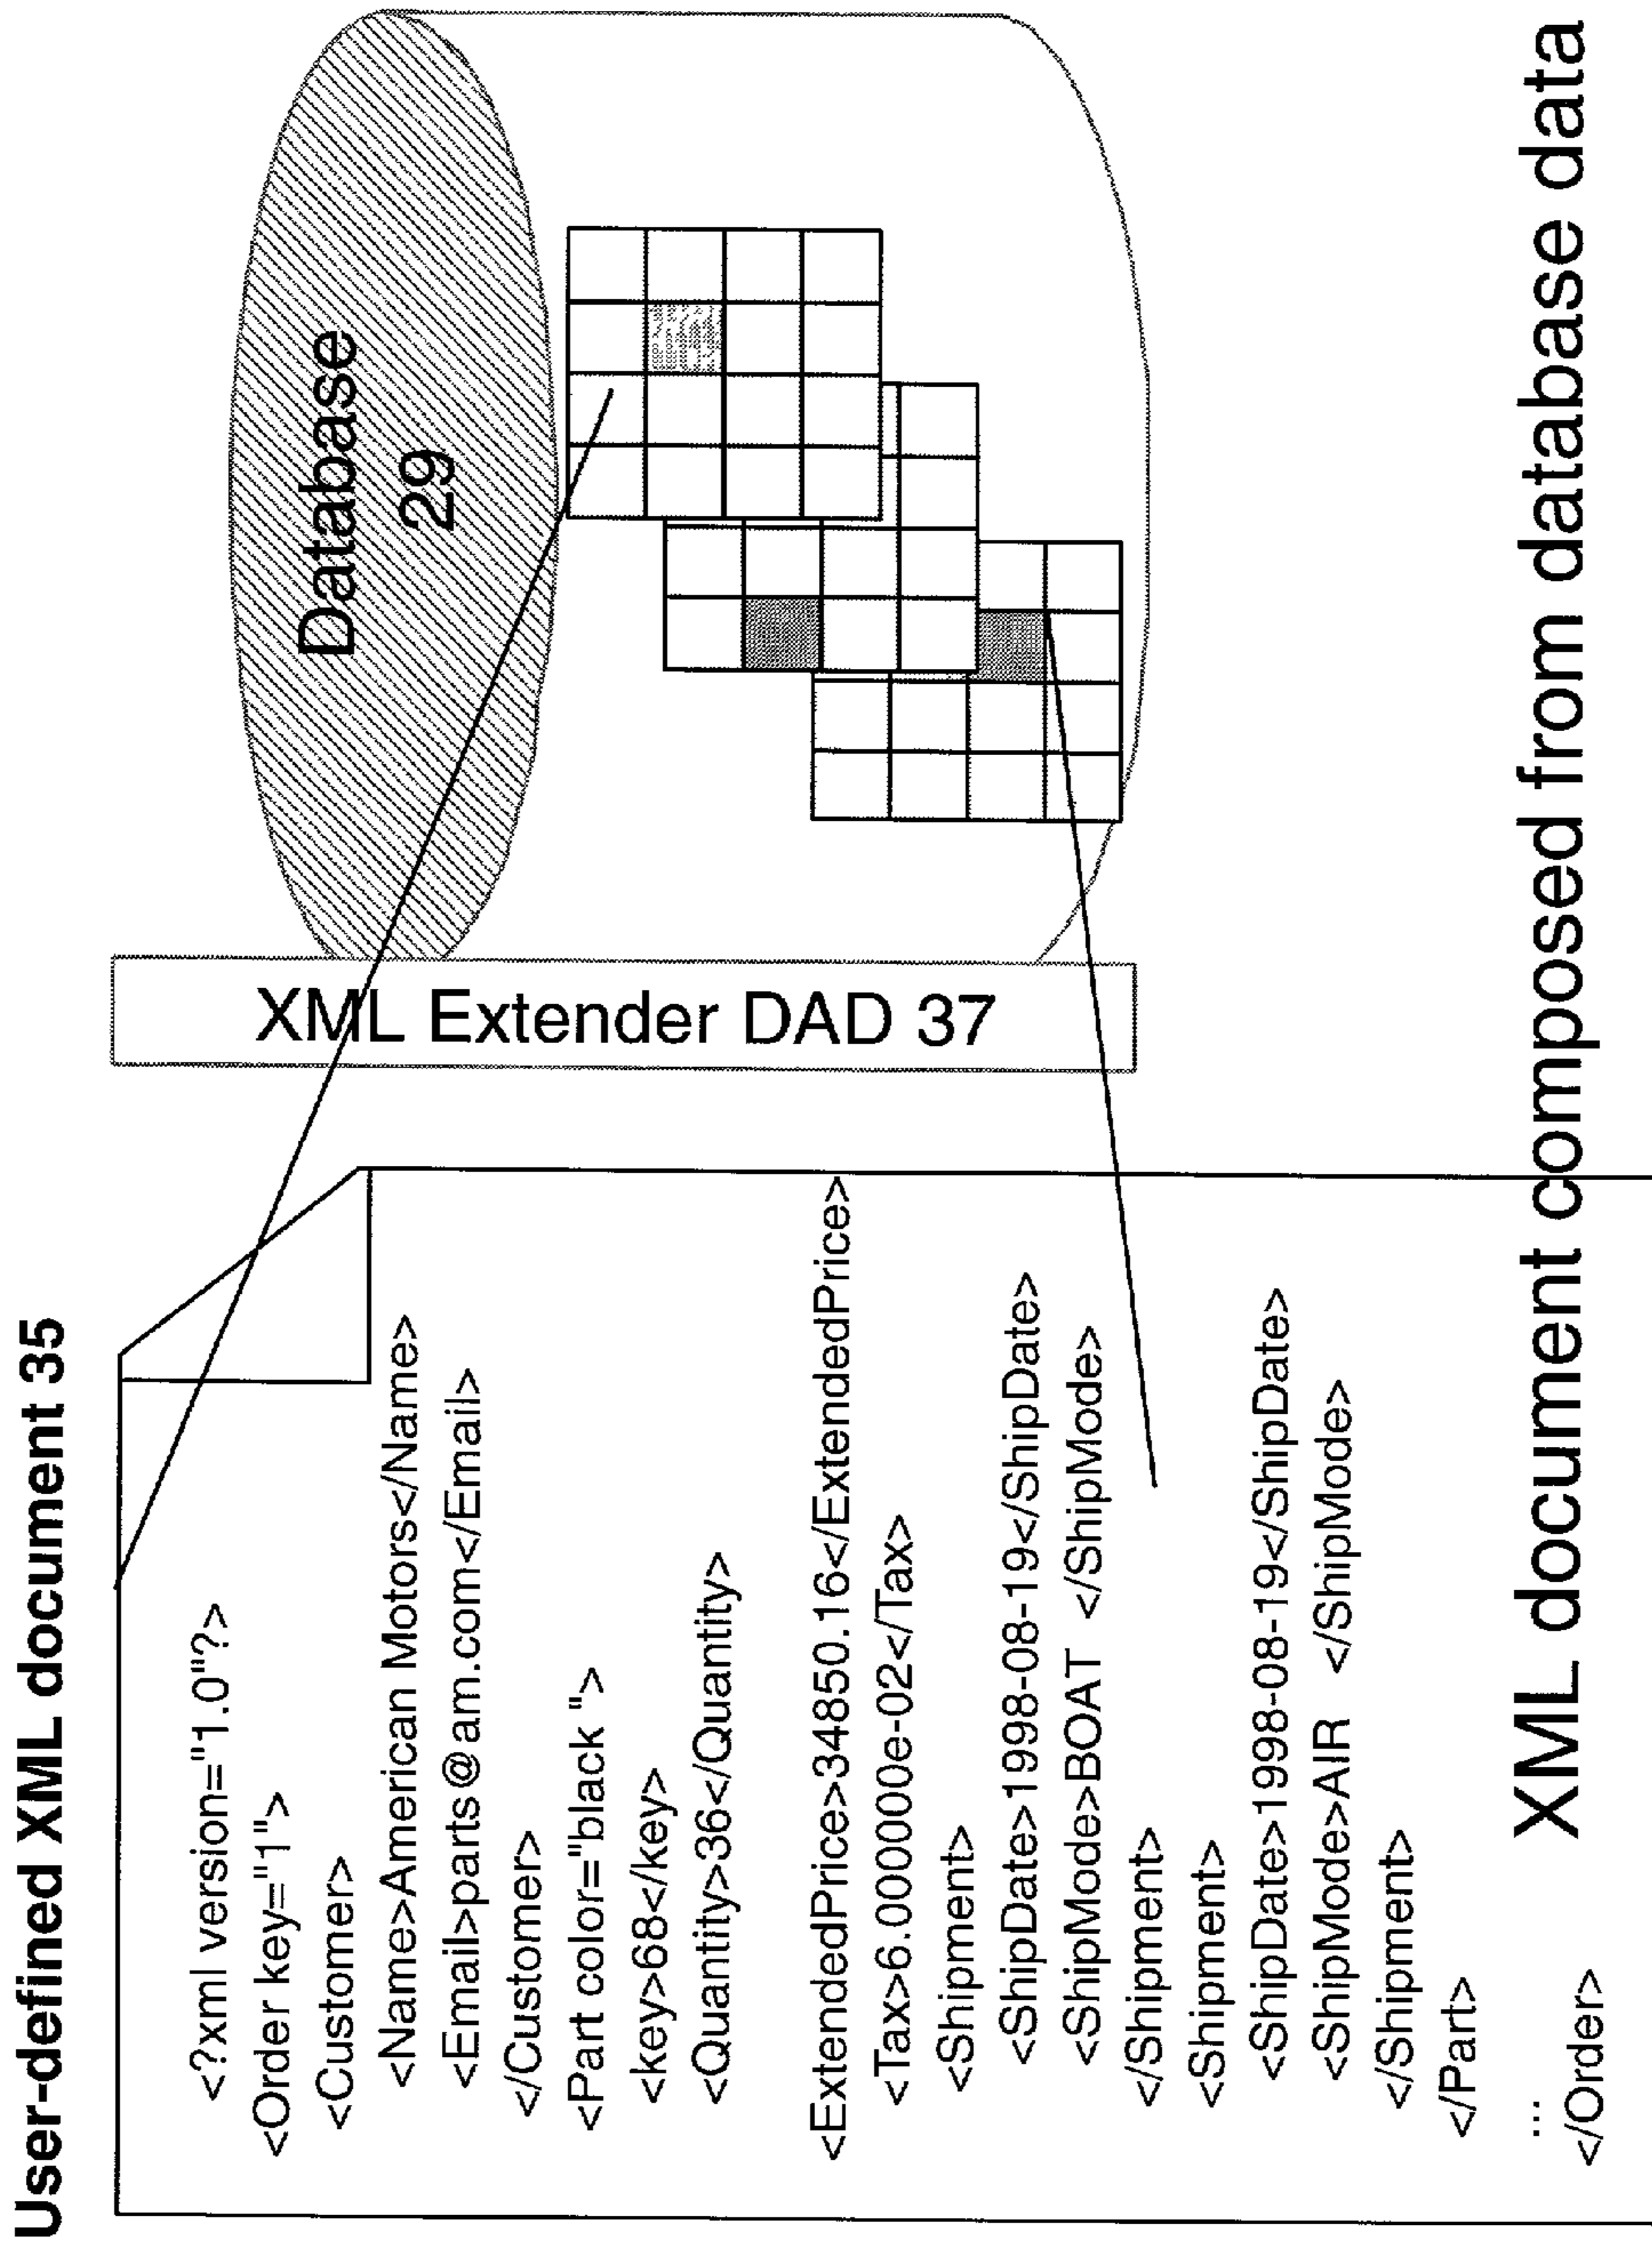 User-defined XML document 35
<?xml version="1.0"?>
<Order key="1">
<Customer>
<Name>American Motors</Name>
<Email>parts@am.com</Email>
</Customer>
<Part color="black ">
<key>68</key>
<Quantity>36</Quantity>
<ExtendedPrice>34850.16</ExtendedPrice>
<Tax>6.000000e-02</Tax>
<Shipment>
<ShipDate>1998-08-19</ShipDate>
<ShipMode>BOAT </ShipMode>
</Shipment>
<Shipment>
<ShipDate>1998-08-19</ShipDate>
<ShipMode>AIR </ShipMode>
</Shipment>
</Part>
...
</Order>
XML Extender DAD 37
Database
29
XML document composed from database data